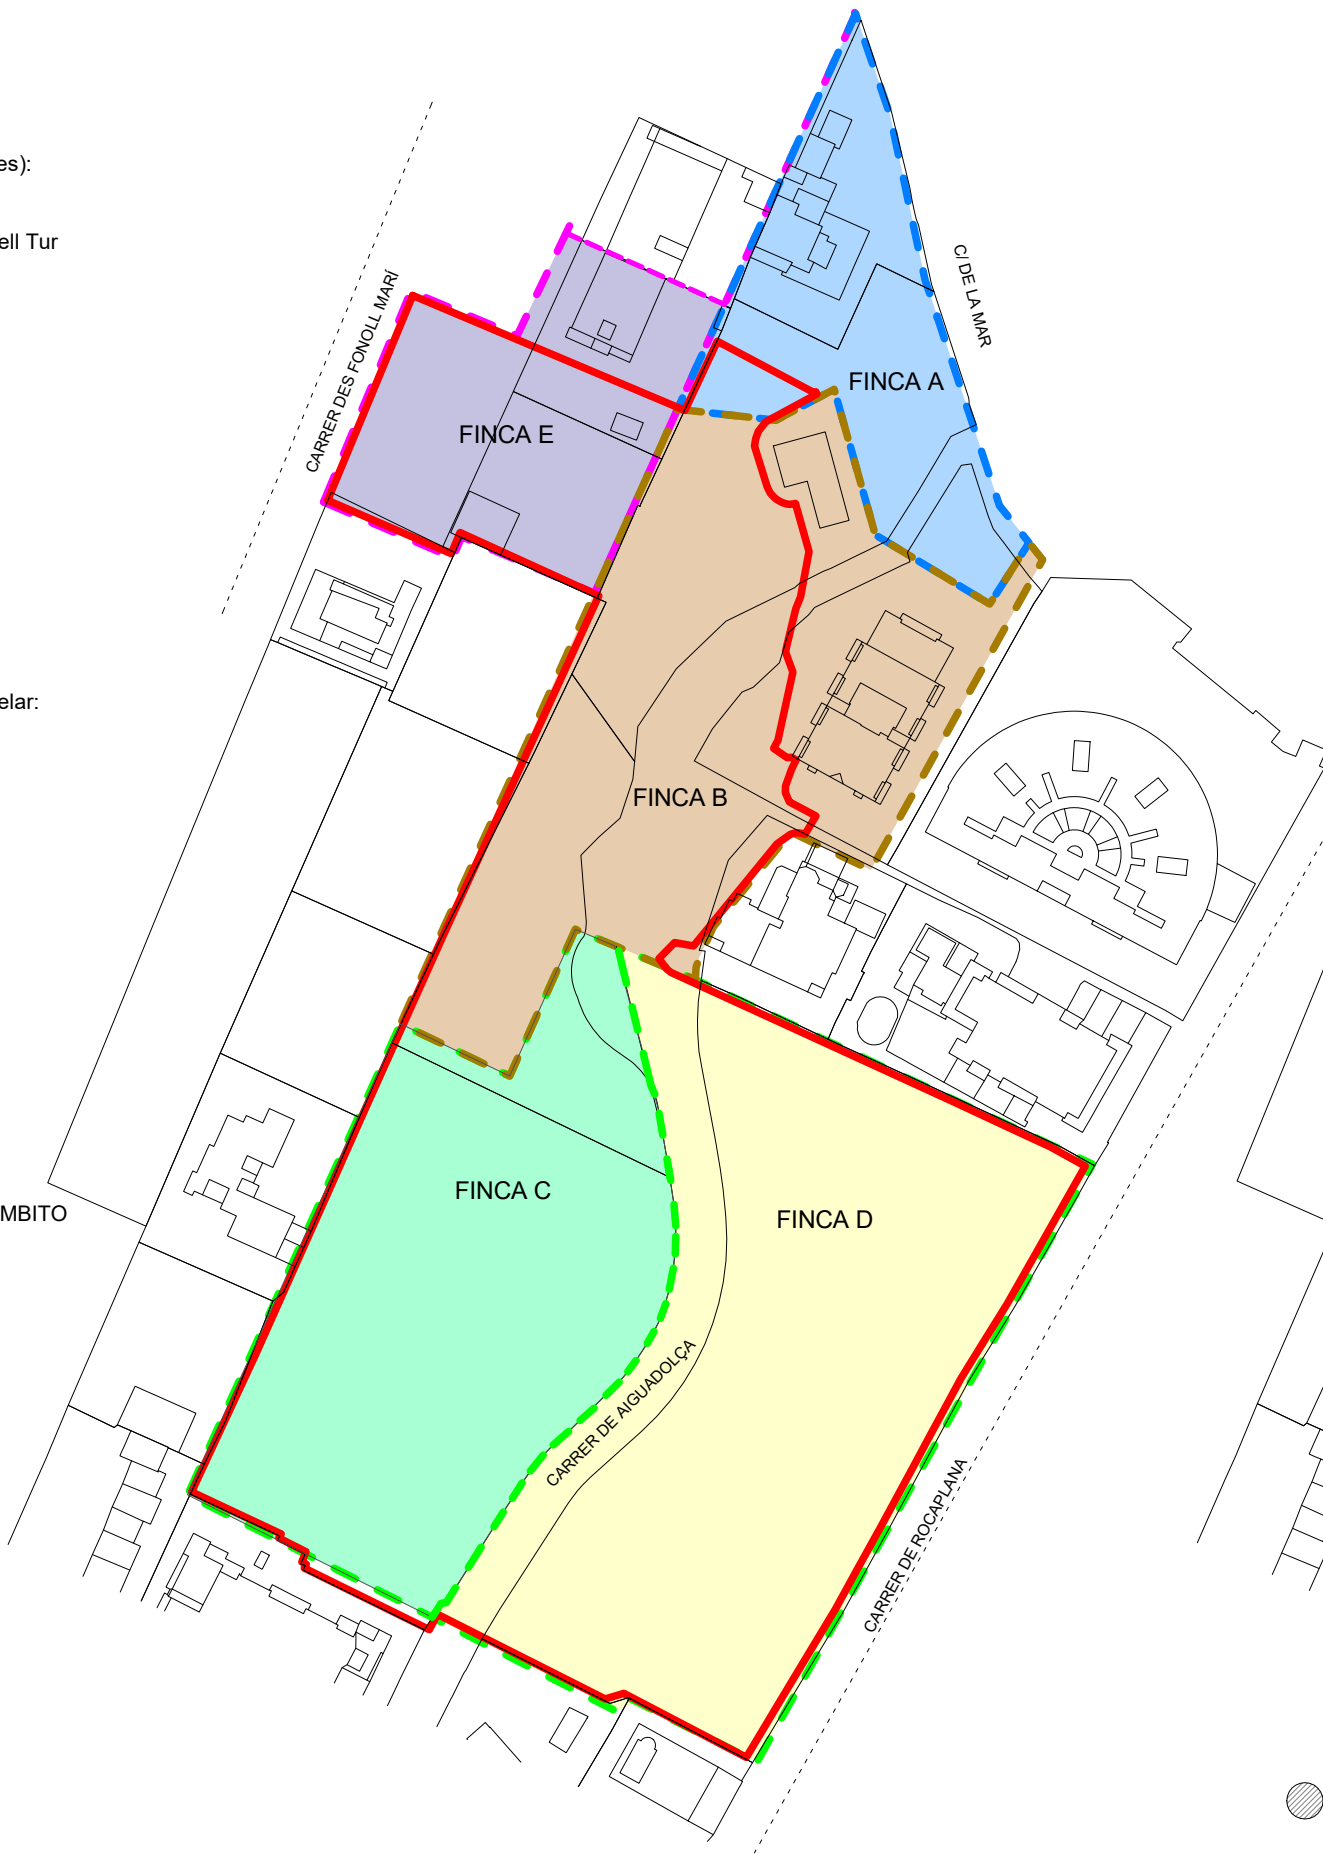 es):
ell Tur
CARRER DES FONOLL MARÍ
C/ DE LA MAR
FINCA A
FINCA E
elar:
FINCA B
FINCA C
MBITO
FINCA D
CARRER DE AIGUADOLÇA
CARRER DE ROCAPLANA